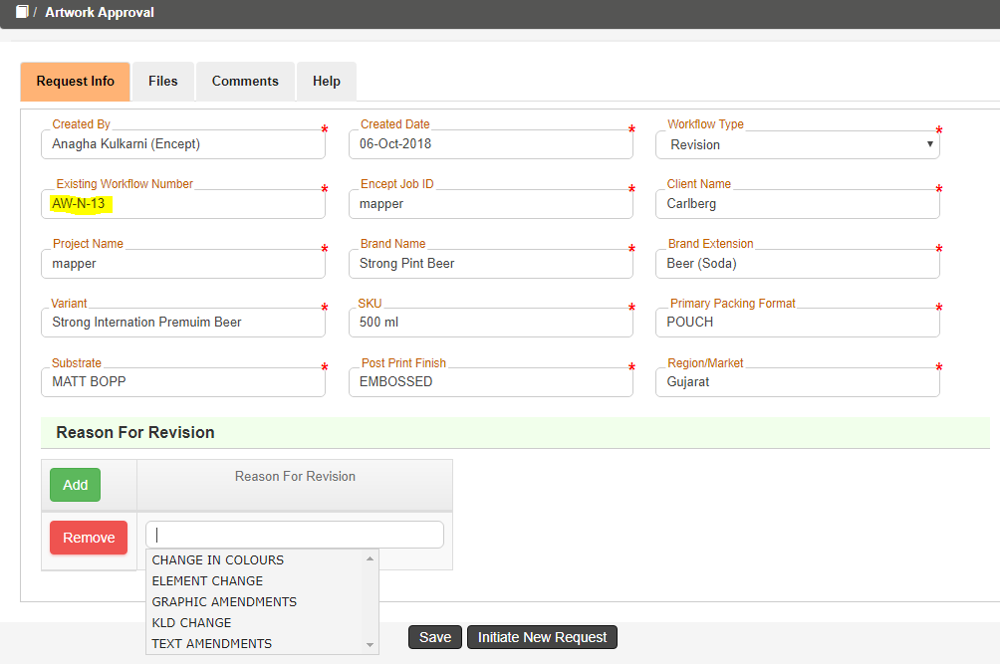 / Artwork Approval
Request Info Files Comments Help
Created By * Created Date * Workflow Type *
Anagha Kulkarni (Encept) 06-Oct-2018 Revision
Existing Workflow Number * Encept Job ID * Client Name *
AW-N-13 mapper Carlberg
Project Name * Brand Name * Brand Extension *
mapper Strong Pint Beer Beer (Soda)
Variant * SKU * Primary Packing Format *
Strong Internation Premuim Beer 500 ml POUCH
Substrate * Post Print Finish * Region/Market *
MATT BOPP EMBOSSED Gujarat
Reason For Revision
Add Reason For Revision
Remove
CHANGE IN COLOURS
ELEMENT CHANGE
GRAPHIC AMENDMENTS
KLD CHANGE
TEXT AMENDMENTS
Save Initiate New Request